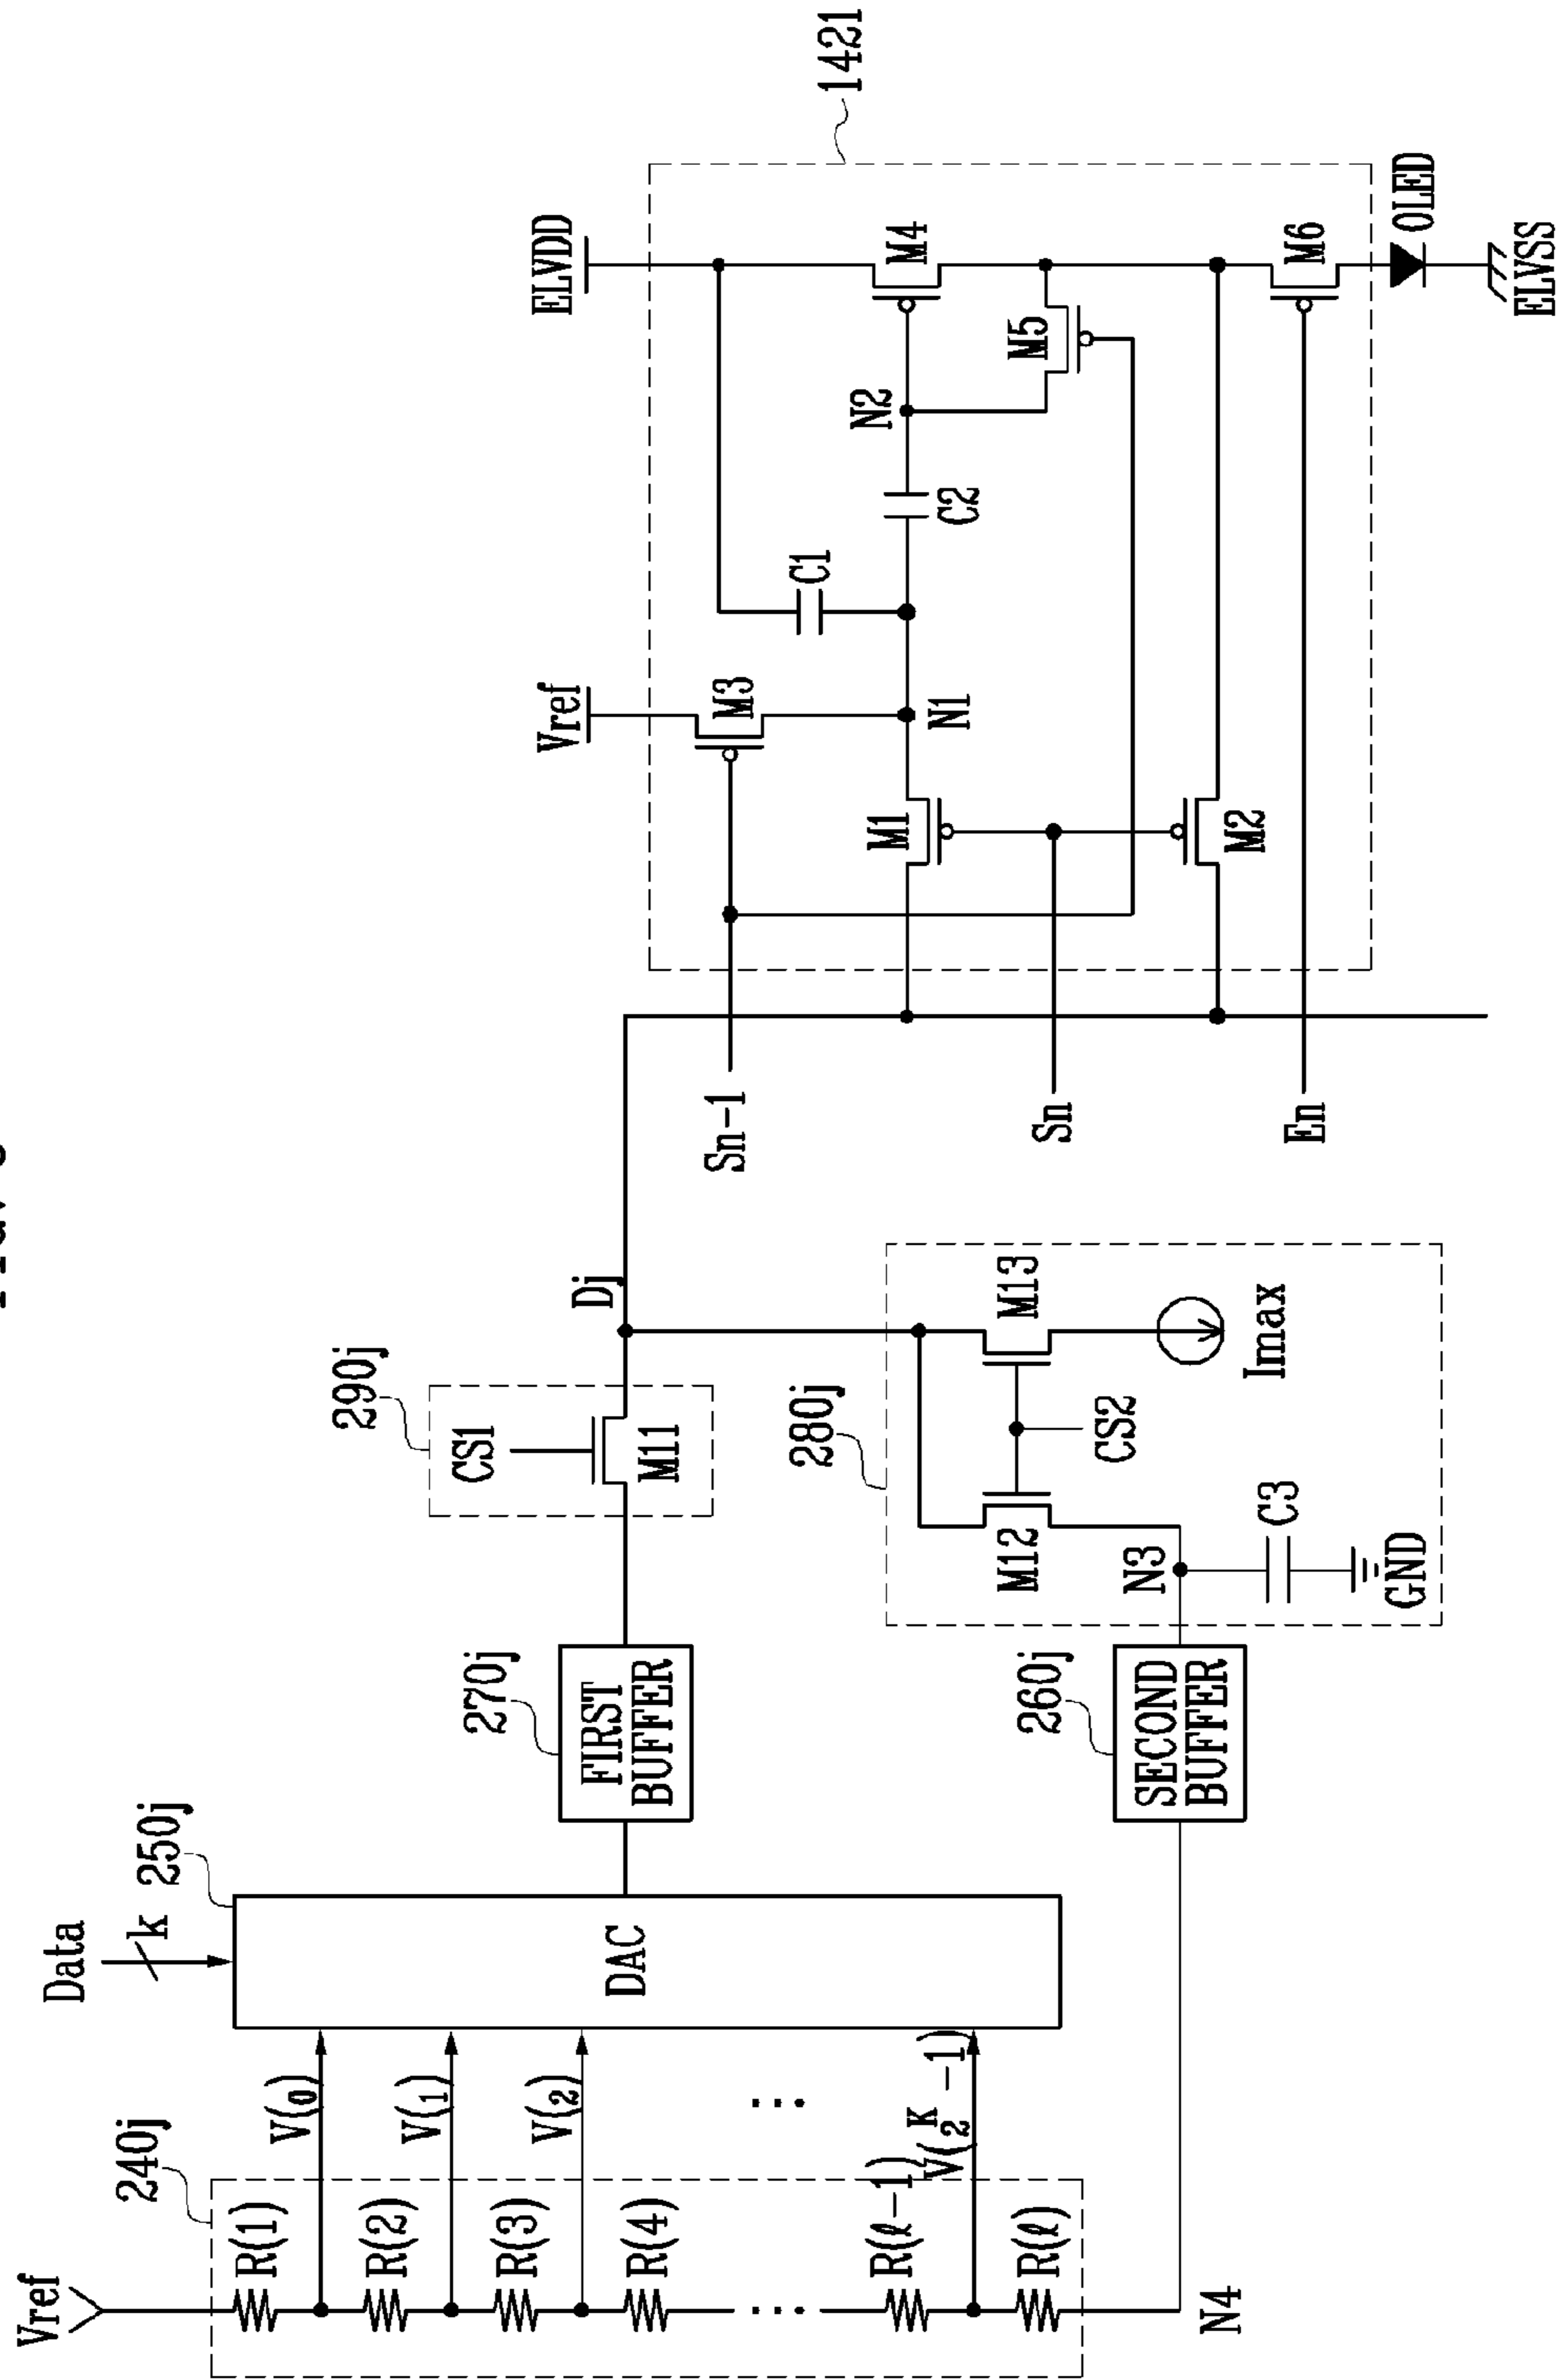 Vref
240j
R(1)
R(2)
R(3)
R(4)
...
R(ℓ-1)
R(ℓ)
N4
V(0)
V(1)
V(2)
...
V(2^K -1)
Data
k
250j
DAC
270j
FIRST
BUFFER
260j
SECOND
BUFFER
290j
CS1
M11
Dj
280j
M12
M13
CS2
N3
C3
GND
Imax
Sn-1
Sn
En
Vref
ELVDD
1421
M3
M1
M2
N1
C1
C2
N2
M4
M5
M6
OLED
ELVSS